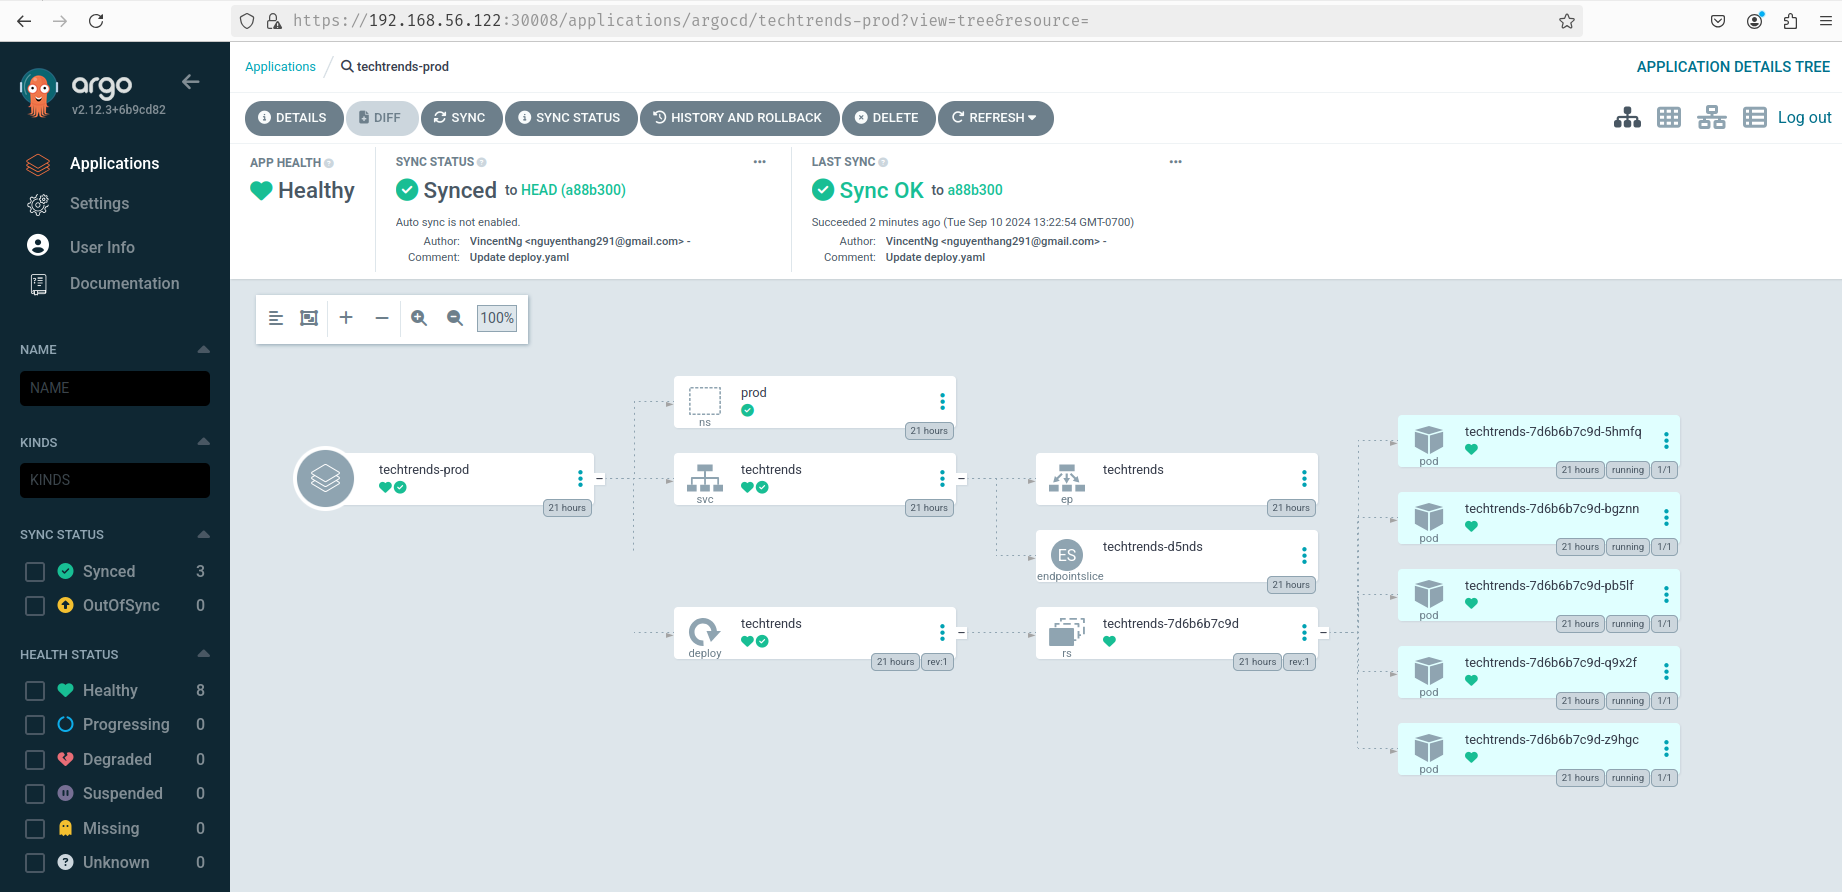 https://192.168.56.122:30008/applications/argocd/techtrends-prod?view=tree&resource=
argo
v2.12.3+6b9cd82
Applications
Settings
User Info
Documentation
NAME
NAME
KINDS
KINDS
SYNC STATUS
Synced 3
OutOfSync 0
HEALTH STATUS
Healthy 8
Progressing 0
Degraded 0
Suspended 0
Missing 0
Unknown 0
Applications / techtrends-prod
APPLICATION DETAILS TREE
DETAILS DIFF SYNC SYNC STATUS HISTORY AND ROLLBACK DELETE REFRESH
Log out
APP HEALTH
Healthy
SYNC STATUS
Synced to HEAD (a88b300)
Auto sync is not enabled.
Author: VincentNg <nguyenthang291@gmail.com> -
Comment: Update deploy.yaml
LAST SYNC
Sync OK to a88b300
Succeeded 2 minutes ago (Tue Sep 10 2024 13:22:54 GMT-0700)
Author: VincentNg <nguyenthang291@gmail.com> -
Comment: Update deploy.yaml
100%
techtrends-prod
21 hours
prod
ns
21 hours
techtrends
svc
21 hours
techtrends
deploy
21 hours rev:1
techtrends
ep
21 hours
ES
techtrends-d5nds
endpointslice
21 hours
techtrends-7d6b6b7c9d
rs
21 hours rev:1
techtrends-7d6b6b7c9d-5hmfq
pod
21 hours running 1/1
techtrends-7d6b6b7c9d-bgznn
pod
21 hours running 1/1
techtrends-7d6b6b7c9d-pb5lf
pod
21 hours running 1/1
techtrends-7d6b6b7c9d-q9x2f
pod
21 hours running 1/1
techtrends-7d6b6b7c9d-z9hgc
pod
21 hours running 1/1